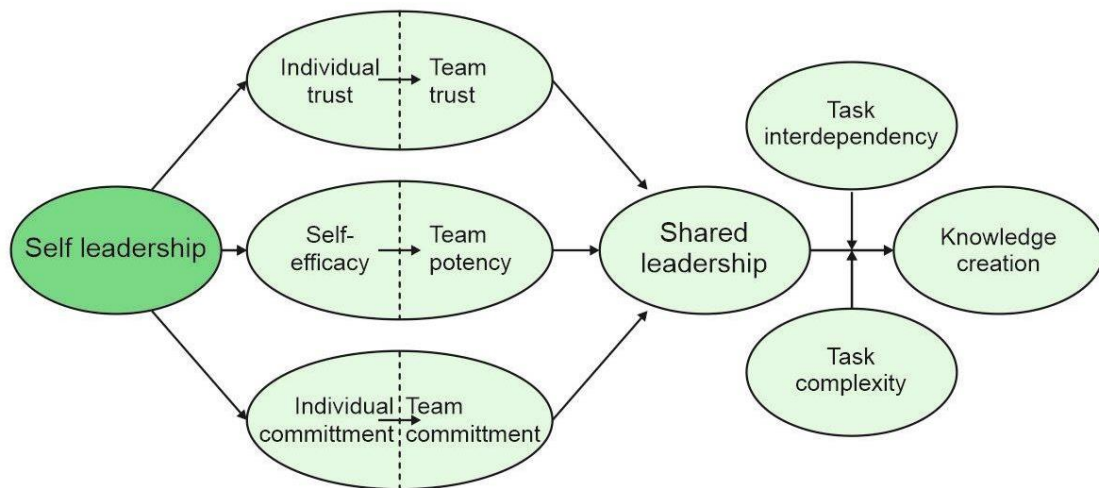 Individual
trust
Team
trust
Self leadership
Self-
efficacy
Team
potency
Individual
committment
Team
committment
Shared
leadership
Task
interdependency
Task
complexity
Knowledge
creation